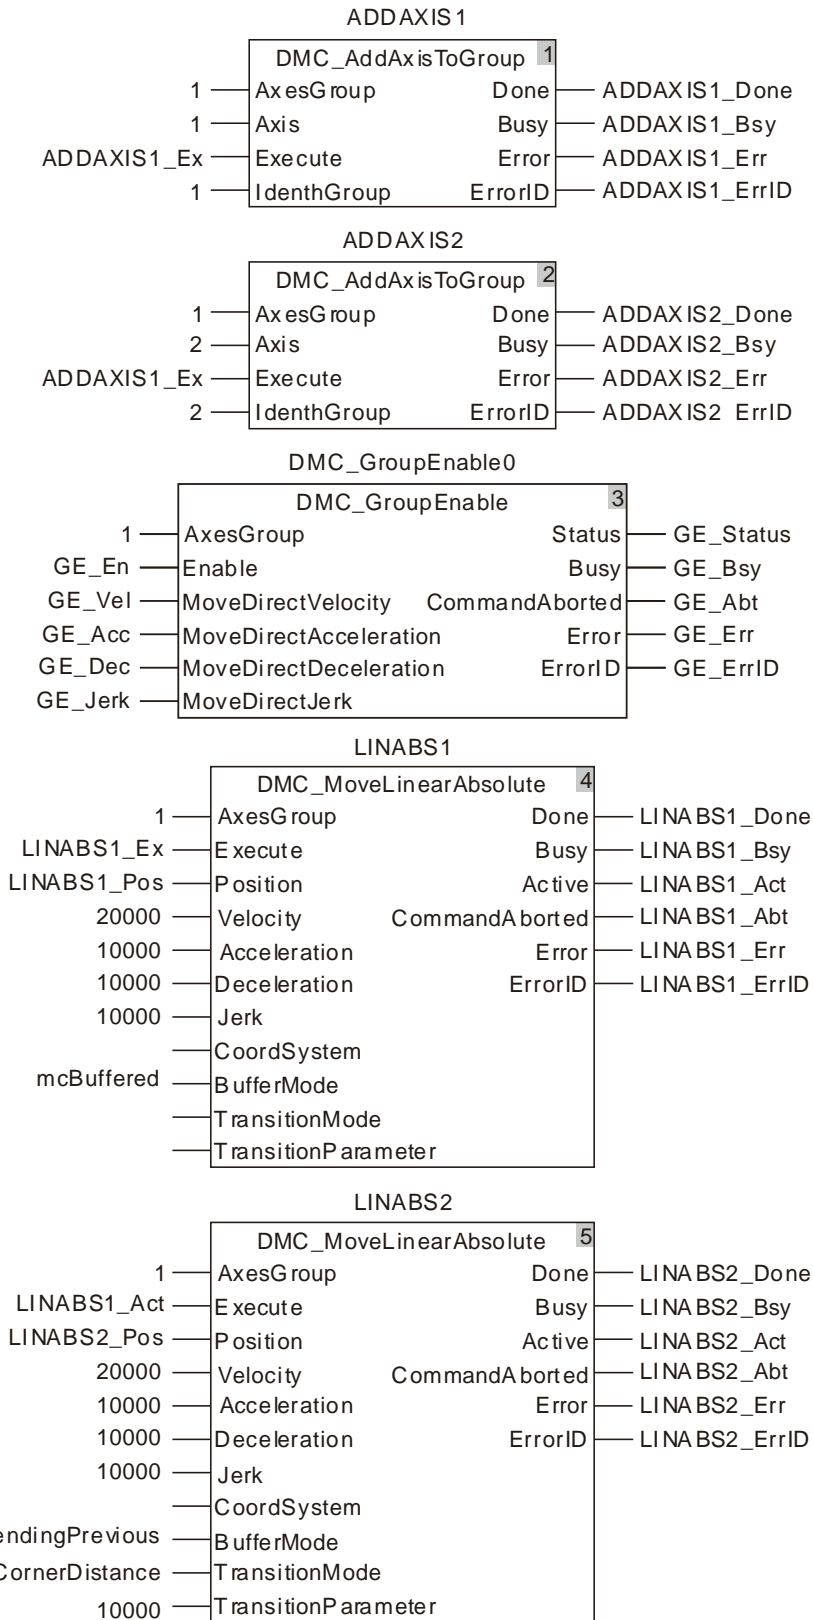 ADDAXIS1
DMC_AddAxisToGroup 1
1 AxesGroup Done ADDAXIS1_Done
1 Axis Busy ADDAXIS1_Bsy
ADDAXIS1_Ex Execute Error ADDAXIS1_Err
1 IdenthGroup ErrorID ADDAXIS1_ErrID
ADDAXIS2
DMC_AddAxisToGroup 2
1 AxesGroup Done ADDAXIS2_Done
2 Axis Busy ADDAXIS2_Bsy
ADDAXIS1_Ex Execute Error ADDAXIS2_Err
2 IdenthGroup ErrorID ADDAXIS2 ErrID
DMC_GroupEnable0
DMC_GroupEnable 3
1 AxesGroup Status GE_Status
GE_En Enable Busy GE_Bsy
GE_Vel MoveDirectVelocity CommandAborted GE_Abt
GE_Acc MoveDirectAcceleration Error GE_Err
GE_Dec MoveDirectDeceleration ErrorID GE_ErrID
GE_Jerk MoveDirectJerk
LINABS1
DMC_MoveLinearAbsolute 4
1 AxesGroup Done LINABS1_Done
LINABS1_Ex Execute Busy LINABS1_Bsy
LINABS1_Pos Position Active LINABS1_Act
20000 Velocity CommandAborted LINABS1_Abt
10000 Acceleration Error LINABS1_Err
10000 Deceleration ErrorID LINABS1_ErrID
10000 Jerk
CoordSystem
mcBuffered BufferMode
TransitionMode
TransitionParameter
LINABS2
DMC_MoveLinearAbsolute 5
1 AxesGroup Done LINABS2_Done
LINABS1_Act Execute Busy LINABS2_Bsy
LINABS2_Pos Position Active LINABS2_Act
20000 Velocity CommandAborted LINABS2_Abt
10000 Acceleration Error LINABS2_Err
10000 Deceleration ErrorID LINABS2_ErrID
10000 Jerk
CoordSystem
endingPrevious BufferMode
CornerDistance TransitionMode
10000 TransitionParameter